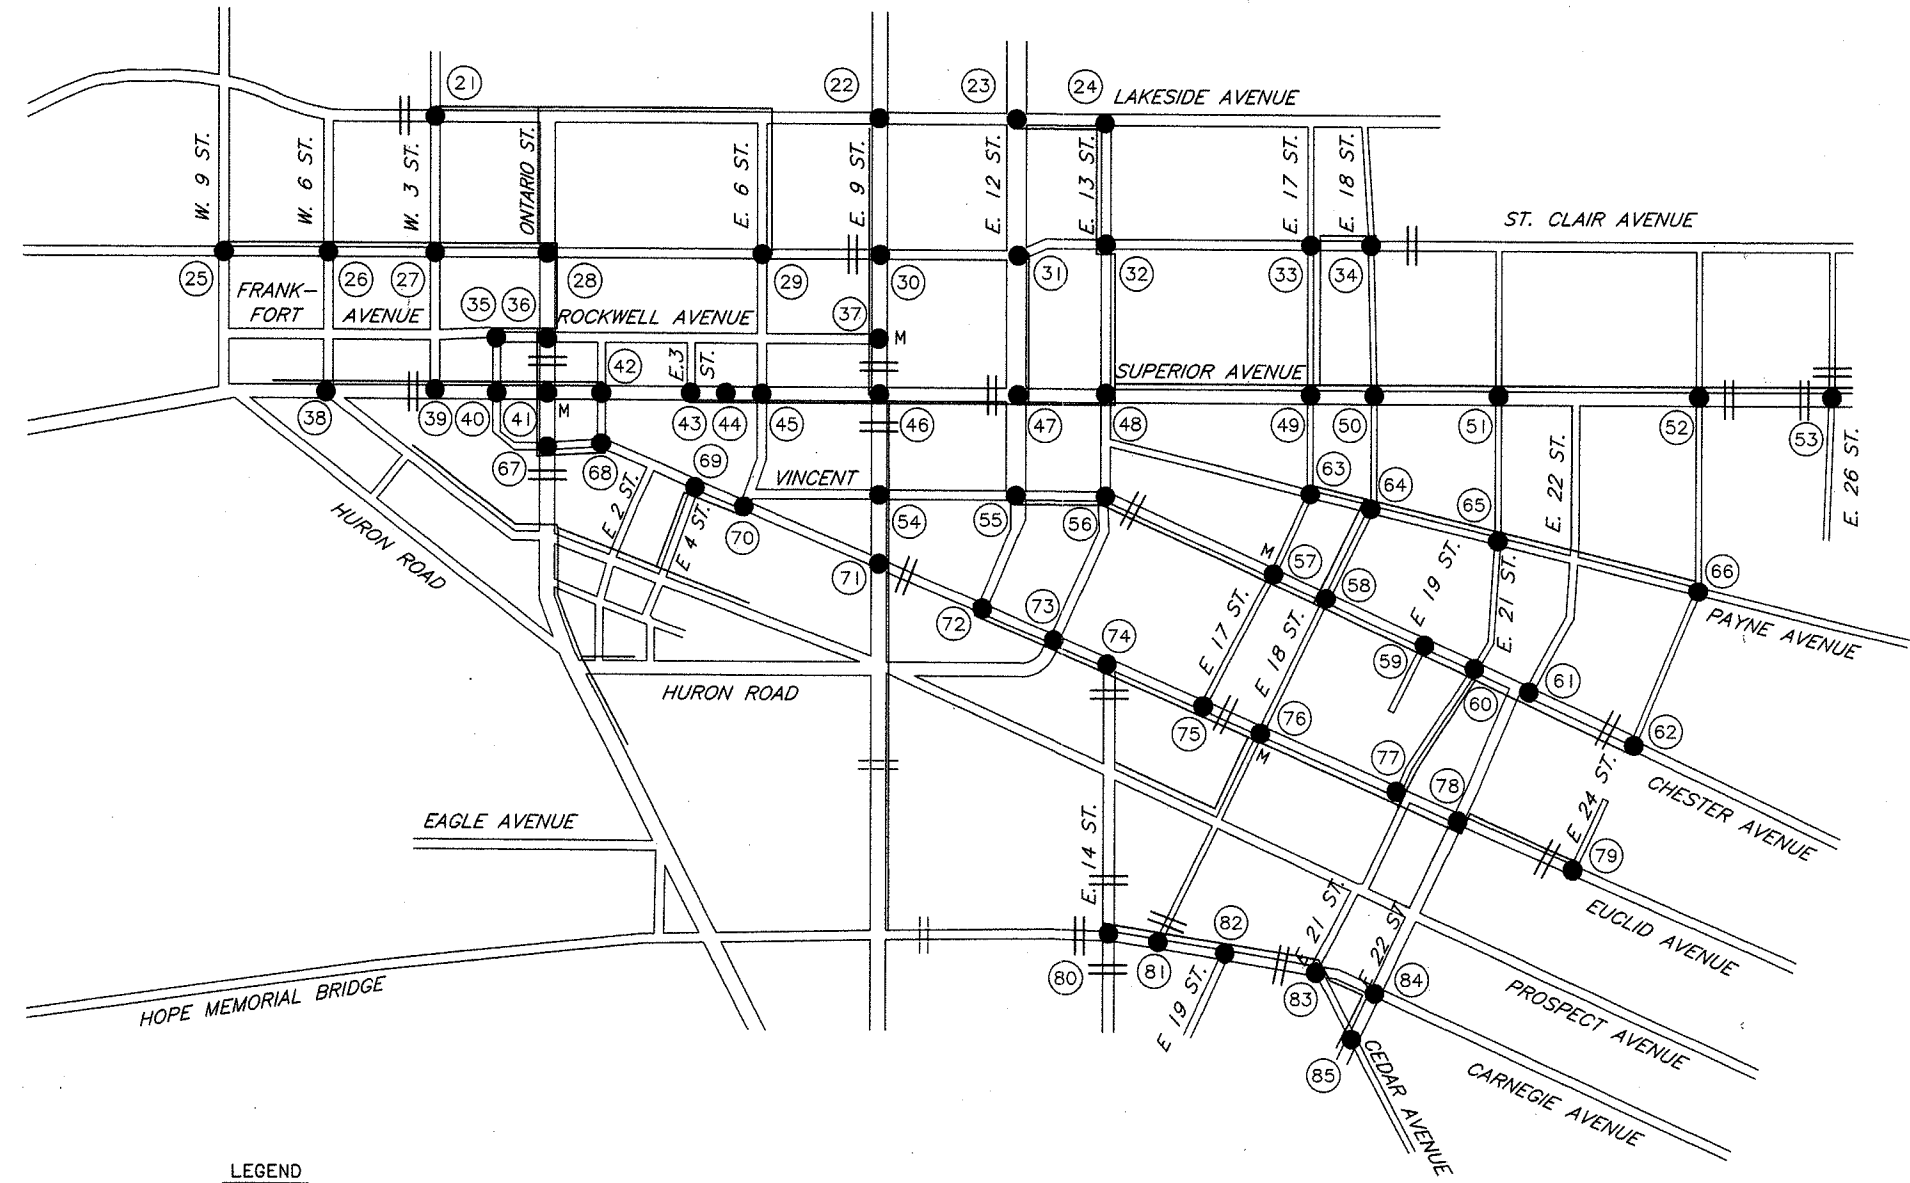 21
22
23
24
LAKESIDE AVENUE
W. 9 ST.
W. 6 ST.
W. 3 ST.
ONTARIO ST.
E. 6 ST.
E. 9 ST.
E. 12 ST.
E. 13 ST.
E. 17 ST.
E. 18 ST.
ST. CLAIR AVENUE
25
26
27
28
29
30
31
32
33
34
FRANK-
FORT AVENUE
35
36
ROCKWELL AVENUE
37
M
42
E.3
ST.
SUPERIOR AVENUE
38
39
40
41
M
43
44
45
46
47
48
49
50
51
E. 22 ST.
52
53
E. 26 ST.
67
68
69
VINCENT
63
64
65
HURON ROAD
E 2 ST.
E 4 ST.
70
54
55
56
71
M
57
58
E 19 ST.
E. 21 ST.
66
PAYNE AVENUE
72
73
74
E 17 ST.
E 18 ST.
59
60
61
62
HURON ROAD
75
76
M
77
78
E 24 ST.
CHESTER AVENUE
EAGLE AVENUE
E. 14 ST.
79
EUCLID AVENUE
HOPE MEMORIAL BRIDGE
80
81
82
E 19 ST.
E 21 ST.
83
E 22 ST
84
PROSPECT AVENUE
85
CEDAR AVENUE
CARNEGIE AVENUE
LEGEND